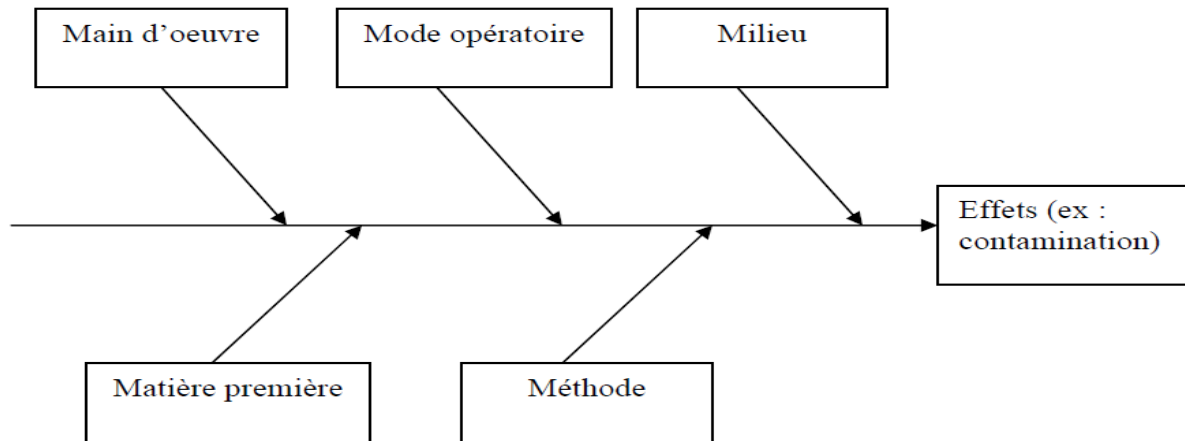 Main d'oeuvre
Mode opératoire
Milieu
Effets (ex :
contamination)
Matière première
Méthode